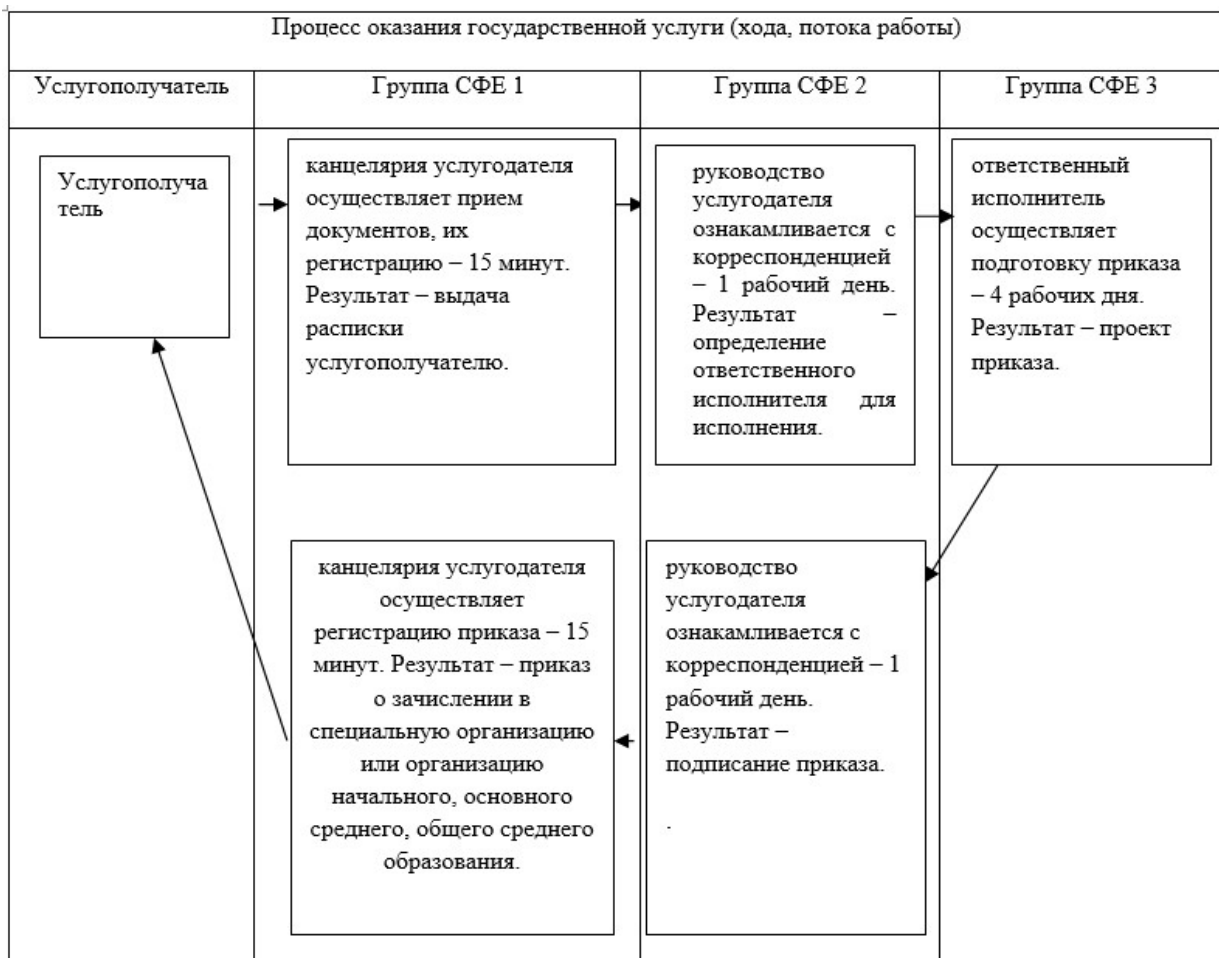 Процесс оказания государственной услуги (хода, потока работы)
Услугополучатель
Группа СФЕ 1
Группа СФЕ 2
Группа СФЕ 3
Услугополуча
тель
канцелярия услугодателя
осуществляет прием
документов, их
регистрацию – 15 минут.
Результат – выдача
расписки
услугополучателю.
руководство
услугодателя
ознакамливается с
корреспонденцией
– 1 рабочий день.
Результат –
определение
ответственного
исполнителя для
исполнения.
ответственный
исполнитель
осуществляет
подготовку приказа
– 4 рабочих дня.
Результат – проект
приказа.
канцелярия услугодателя
осуществляет
регистрацию приказа – 15
минут. Результат – приказ
о зачислении в
специальную организацию
или организацию
начального, основного
среднего, общего среднего
образования.
руководство
услугодателя
ознакамливается с
корреспонденцией – 1
рабочий день.
Результат –
подписание приказа.
.